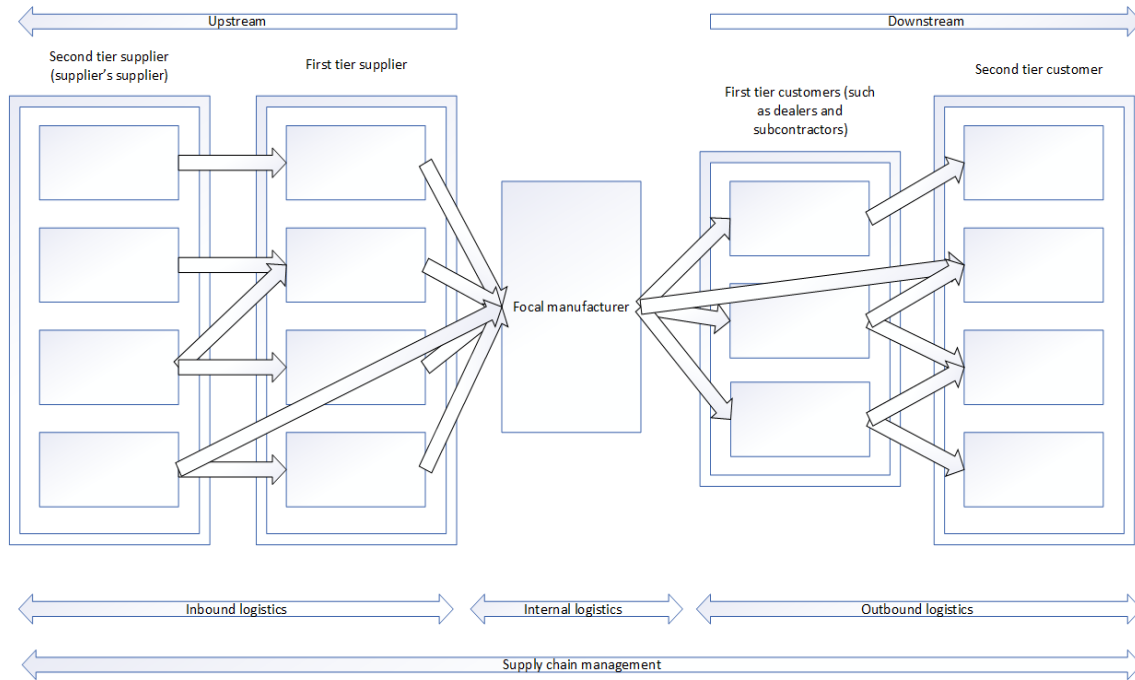 Upstream
Downstream
Second tier supplier
(supplier's supplier)
First tier supplier
First tier customers (such
as dealers and
subcontractors)
Second tier customer
Focal manufacturer
Inbound logistics
Internal logistics
Outbound logistics
Supply chain management